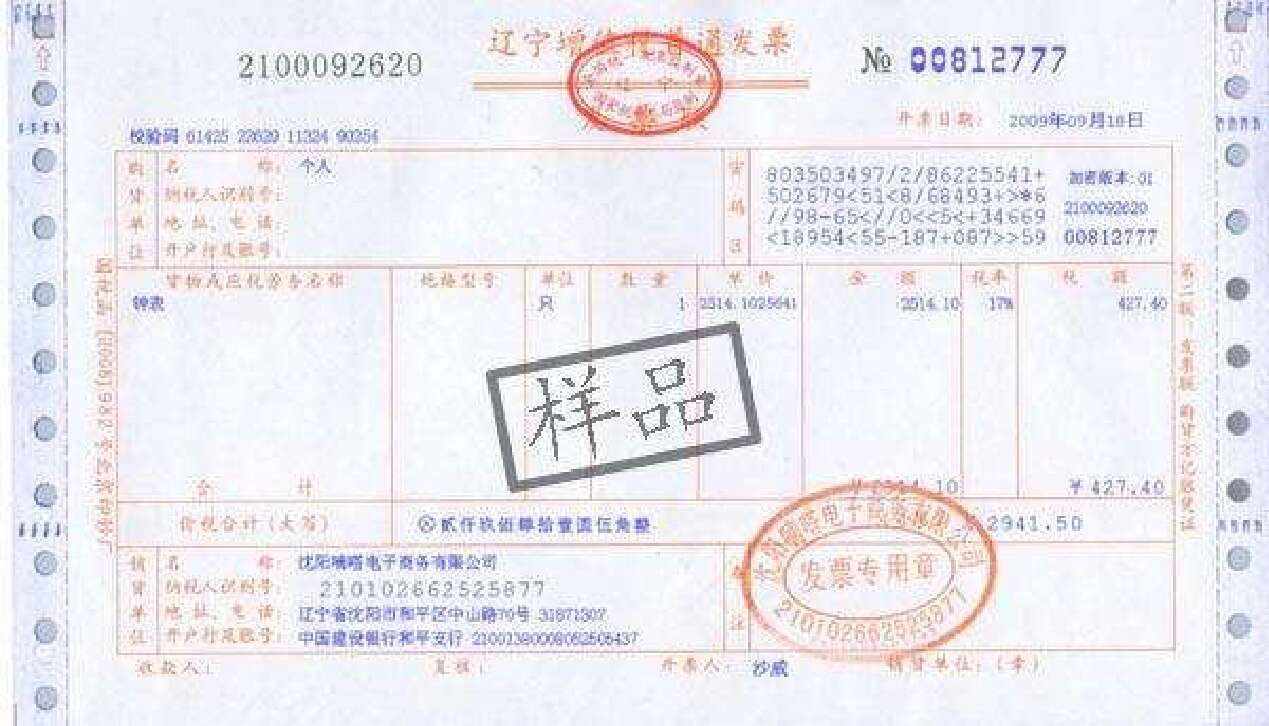 2100092620
辽宁增值税普通发票
№ 00812777
开票日期: 2009年09月18日
校验码 61425 22629 11324 90254
购货单位
名 称: 个人
纳税人识别号:
地址、电话:
开户行及账号:
密码区
803503497/2/86225541+
502679<51<8/68493+>*6
//98-65<//0<<5<+34669
<18954<55-187+087>>59
加密版本:01
2100092620
00812777
货物或应税劳务名称 规格型号 单位 数 量 单 价 金 额 税率 税 额
钟表 只 1 2514.1025641 2514.10 17% 427.40
样品
合 计 ¥2514.10 ¥427.40
价税合计(大写) ⊗贰仟玖佰肆拾壹圆伍角整 2941.50
销货单位
名 称: 沈阳嘀嗒电子商务有限公司
纳税人识别号: 210102662525877
地址、电话: 辽宁省沈阳市和平区中山路76号 31871307
开户行及账号: 中国建设银行和平支行
备注
沈阳嘀嗒电子商务有限公司
发票专用章
210102662525877
收款人: 复核: 开票人: 沙威 销货单位:(章)
第二联:发票联 购货方记账凭证